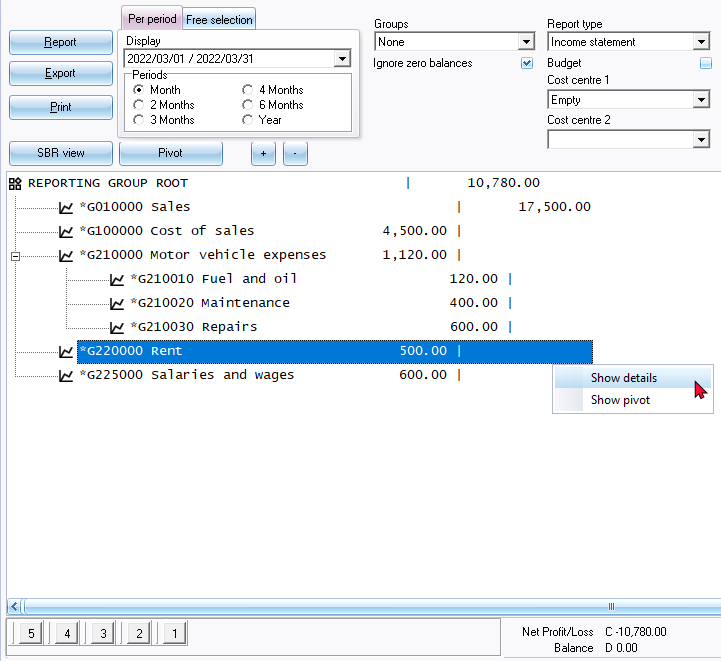 Per period Free selection
Report
Export
Print
Display
2022/03/01 / 2022/03/31
Periods
Month 4 Months
2 Months 6 Months
3 Months Year
Groups
None
Ignore zero balances
Report type
Income statement
Budget
Cost centre 1
Empty
Cost centre 2
SBR view Pivot + -
REPORTING GROUP ROOT | 10,780.00
*G010000 Sales | 17,500.00
*G100000 Cost of sales 4,500.00 |
*G210000 Motor vehicle expenses 1,120.00 |
*G210010 Fuel and oil 120.00 |
*G210020 Maintenance 400.00 |
*G210030 Repairs 600.00 |
*G220000 Rent 500.00 |
*G225000 Salaries and wages 600.00 |
Show details
Show pivot
5 4 3 2 1
Net Profit/Loss C -10,780.00
Balance D 0.00